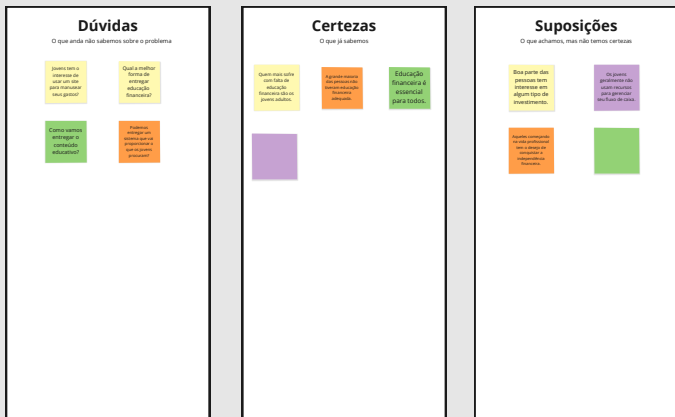 Dúvidas
O que anda não sabemos sobre o problema
Jovens tem o
interesse de
usar um site
para manusear
seus gastos?
Qual a melhor
forma de
entregar
educação
financeira?
Como vamos
entregar o
conteúdo
educativo?
Podemos
entregar um
sistema que vai
proporcionar o
que os jovens
procuram?
Certezas
O que já sabemos
Quem mais sofre
com falta de
educação
financeira são os
jovens adultos.
A grande maioria
das pessoas não
tiveram educação
financeira
adequada.
Educação
financeira é
essencial
para todos.
Suposições
O que achamos, mas não temos certezas
Boa parte das
pessoas tem
interesse em
algum tipo de
investimento.
Os jovens
geralmente não
usam recursos
para gerenciar
seu fluxo de caixa.
Aqueles começando
na vida profissional
tem o desejo de
conquistar a
independência
financeira.